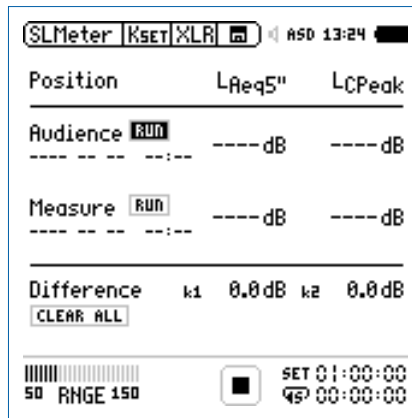 SLMeter KSET XLR ASD 13:24
Position LAeq5" LCPeak
Audience RUN
---- -- -- --:-- ----dB ----dB
Measure RUN
---- -- -- --:-- ----dB ----dB
Difference k1 0.0dB k2 0.0dB
CLEAR ALL
SET 01:00:00
50 RNGE 150 00:00:00